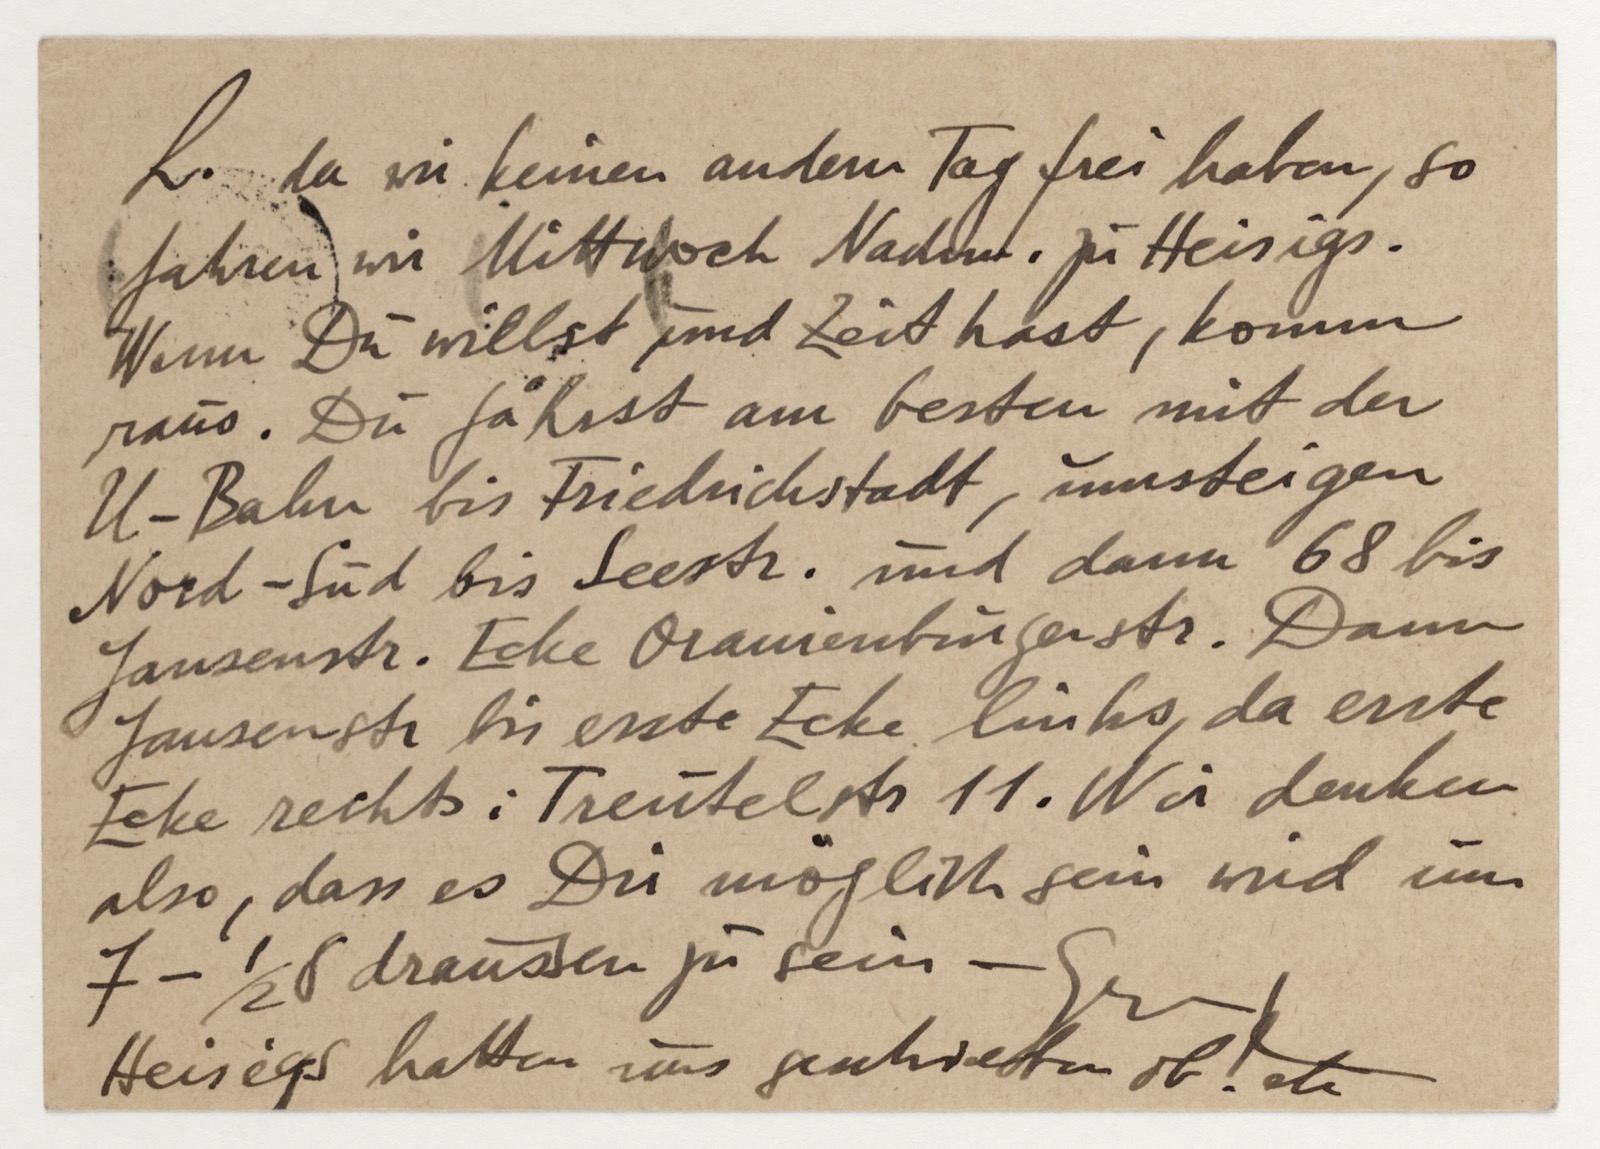 L. da wir keinen andern Tag frei haben, so
fahren wir Mittwoch Nachm. zu Heisigs.
Wenn Du willst und Zeit hast, komm
raus. Du fährst am besten mit der
U-Bahn bis Friedrichstadt, umsteigen
Nord-Süd bis Seestr. und dann 68 bis
Jansenstr. Ecke Oranienburgerstr. Dann
Jansenstr bis erste Ecke links, da erste
Ecke rechts: Treutelstr 11. Wir denken
also, dass es Dir möglich sein wird um
7 - 1/2 8 draussen zu sein —
Heisigs hatten uns geschrieben ob! etc